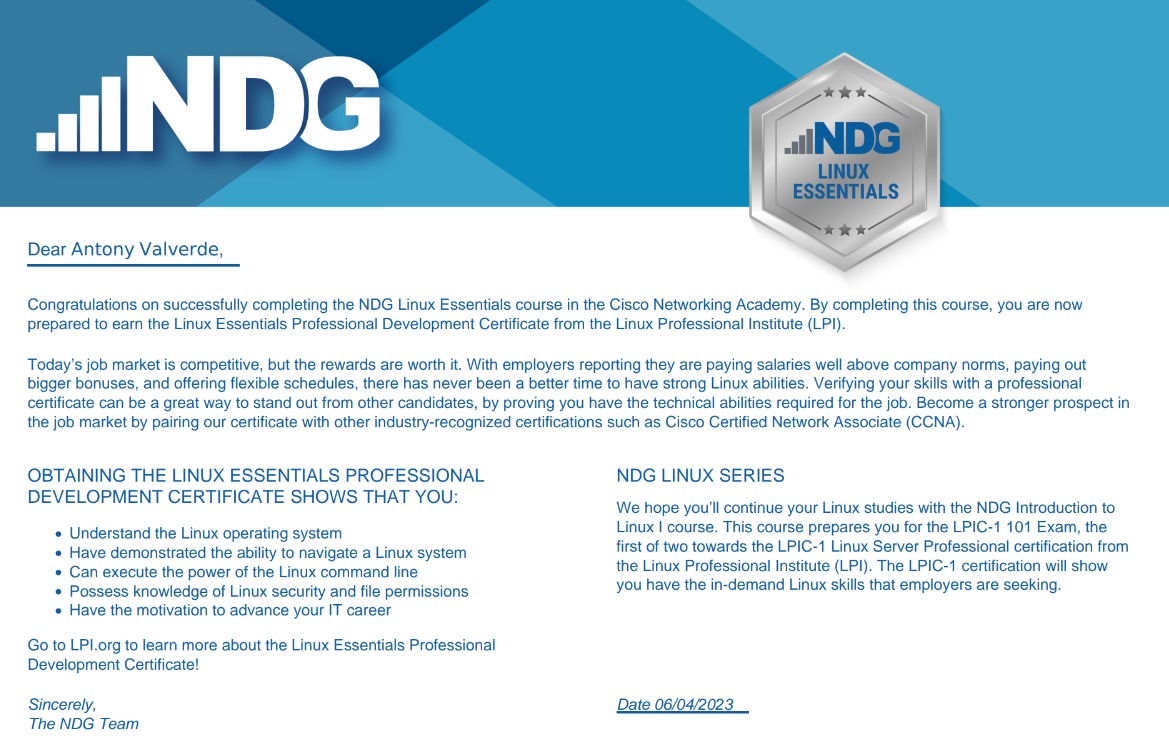 NDG
NDG
LINUX
ESSENTIALS
Dear Antony Valverde,
Congratulations on successfully completing the NDG Linux Essentials course in the Cisco Networking Academy. By completing this course, you are now
prepared to earn the Linux Essentials Professional Development Certificate from the Linux Professional Institute (LPI).
Today's job market is competitive, but the rewards are worth it. With employers reporting they are paying salaries well above company norms, paying out
bigger bonuses, and offering flexible schedules, there has never been a better time to have strong Linux abilities. Verifying your skills with a professional
certificate can be a great way to stand out from other candidates, by proving you have the technical abilities required for the job. Become a stronger prospect in
the job market by pairing our certificate with other industry-recognized certifications such as Cisco Certified Network Associate (CCNA).
OBTAINING THE LINUX ESSENTIALS PROFESSIONAL
DEVELOPMENT CERTIFICATE SHOWS THAT YOU:
• Understand the Linux operating system
• Have demonstrated the ability to navigate a Linux system
• Can execute the power of the Linux command line
• Possess knowledge of Linux security and file permissions
• Have the motivation to advance your IT career
Go to LPI.org to learn more about the Linux Essentials Professional
Development Certificate!
Sincerely,
The NDG Team
NDG LINUX SERIES
We hope you'll continue your Linux studies with the NDG Introduction to
Linux I course. This course prepares you for the LPIC-1 101 Exam, the
first of two towards the LPIC-1 Linux Server Professional certification from
the Linux Professional Institute (LPI). The LPIC-1 certification will show
you have the in-demand Linux skills that employers are seeking.
Date 06/04/2023